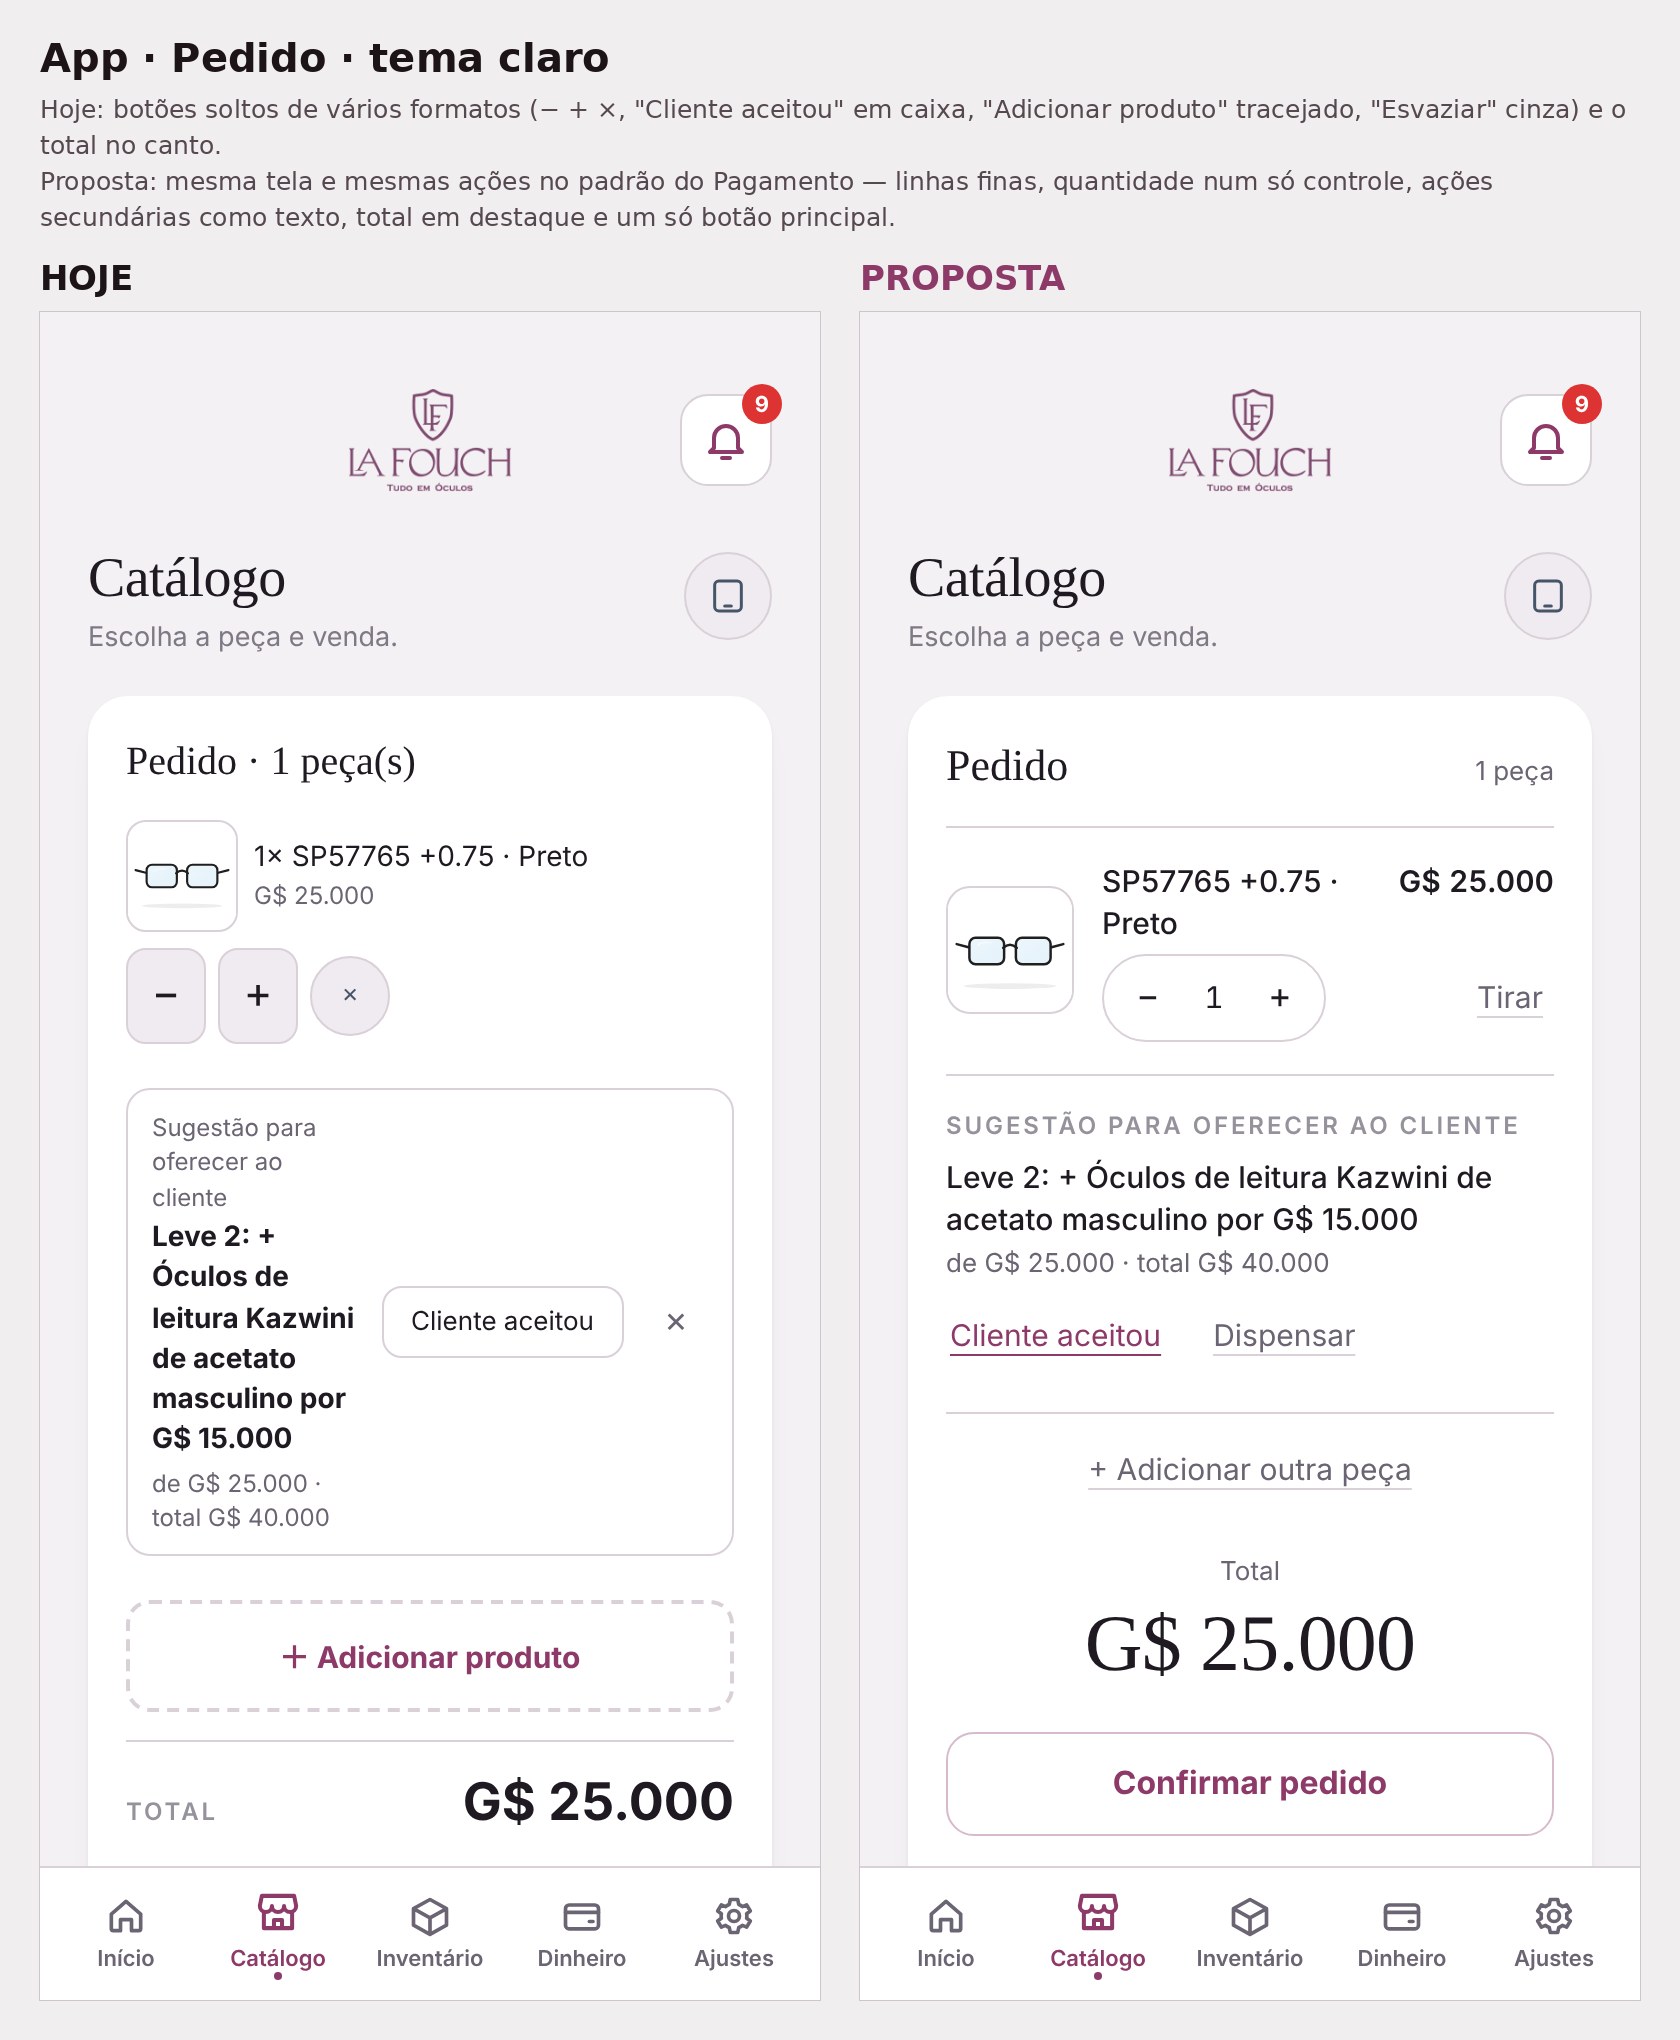 App · Pedido · tema claro
Hoje: botões soltos de vários formatos (− + ×, "Cliente aceitou" em caixa, "Adicionar produto" tracejado, "Esvaziar" cinza) e o
total no canto.
Proposta: mesma tela e mesmas ações no padrão do Pagamento — linhas finas, quantidade num só controle, ações
secundárias como texto, total em destaque e um só botão principal.
HOJE
LF
LA FOUCH
TUDO EM ÓCULOS
9
Catálogo
Escolha a peça e venda.
Pedido · 1 peça(s)
1× SP57765 +0.75 · Preto
G$ 25.000
− + ×
Sugestão para
oferecer ao
cliente
Leve 2: +
Óculos de
leitura Kazwini
de acetato
masculino por
G$ 15.000
de G$ 25.000 ·
total G$ 40.000
Cliente aceitou ×
+ Adicionar produto
TOTAL G$ 25.000
Início Catálogo Inventário Dinheiro Ajustes
PROPOSTA
LF
LA FOUCH
TUDO EM ÓCULOS
9
Catálogo
Escolha a peça e venda.
Pedido 1 peça
SP57765 +0.75 · G$ 25.000
Preto
− 1 + Tirar
SUGESTÃO PARA OFERECER AO CLIENTE
Leve 2: + Óculos de leitura Kazwini de
acetato masculino por G$ 15.000
de G$ 25.000 · total G$ 40.000
Cliente aceitou Dispensar
+ Adicionar outra peça
Total
G$ 25.000
Confirmar pedido
Início Catálogo Inventário Dinheiro Ajustes